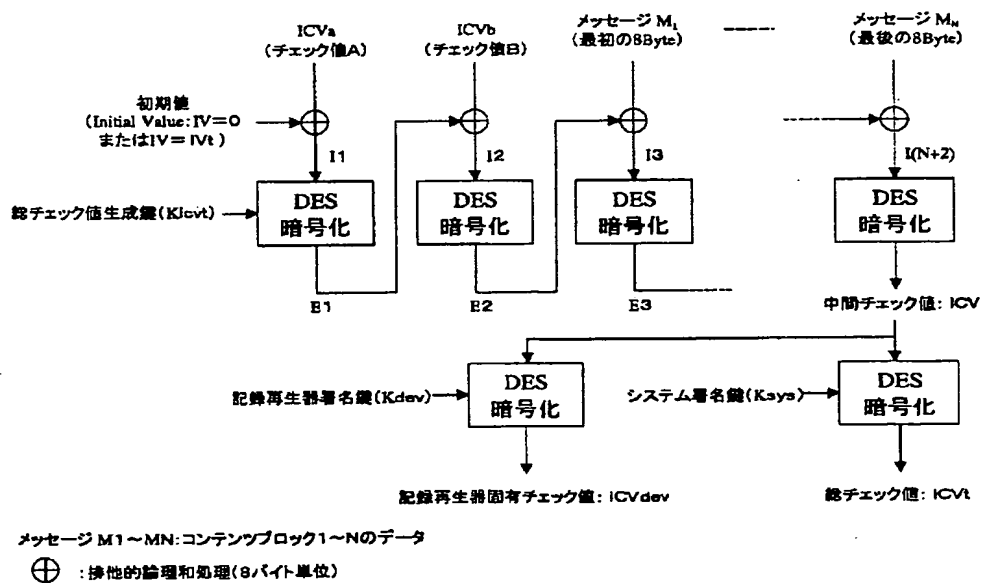 ICVa
(チェック値A)
ICVb
(チェック値B)
メッセージ M1
(最初の8Byte)
メッセージ MN
(最後の8Byte)
初期値
(Initial Value:IV=0
またはIV=IVt)
I1
I2
I3
I(N+2)
総チェック値生成鍵(Kicvt)
DES
暗号化
DES
暗号化
DES
暗号化
DES
暗号化
E1
E2
E3
中間チェック値: ICV
記録再生器署名鍵(Kdev)
DES
暗号化
システム署名鍵(Ksys)
DES
暗号化
記録再生器固有チェック値: ICVdev
総チェック値: ICVt
メッセージ M1~MN:コンテンツブロック1~Nのデータ
:排他的論理和処理(8バイト単位)